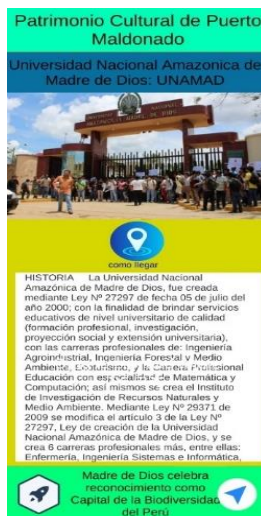 Patrimonio Cultural de Puerto
Maldonado
Universidad Nacional Amazonica de
Madre de Dios: UNAMAD
como llegar
HISTORIA La Universidad Nacional
Amazónica de Madre de Dios, fue creada
mediante Ley Nº 27297 de fecha 05 de julio del
año 2000; con la finalidad de brindar servicios
educativos de nivel universitario de calidad
(formación profesional, investigación,
proyección social y extensión universitaria),
con las carreras profesionales de: Ingeniería
Agroindustrial, Ingeniería Forestal y Medio
Ambiente, Ecoturismo, y la Carrera Profesional
Educación con especialidad de Matemática y
Computación; así mismos se crea el Instituto
de Investigación de Recursos Naturales y
Medio Ambiente. Mediante Ley Nº 29371 de
2009 se modifica el artículo 3 de la Ley Nº
27297, Ley de creación de la Universidad
Nacional Amazónica de Madre de Dios, y se
crea 6 carreras profesionales más, entre ellas:
Enfermería, Ingeniería Sistemas e Informática,
Madre de Dios celebra
reconocimiento como
Capital de la Biodiversidad
del Perú